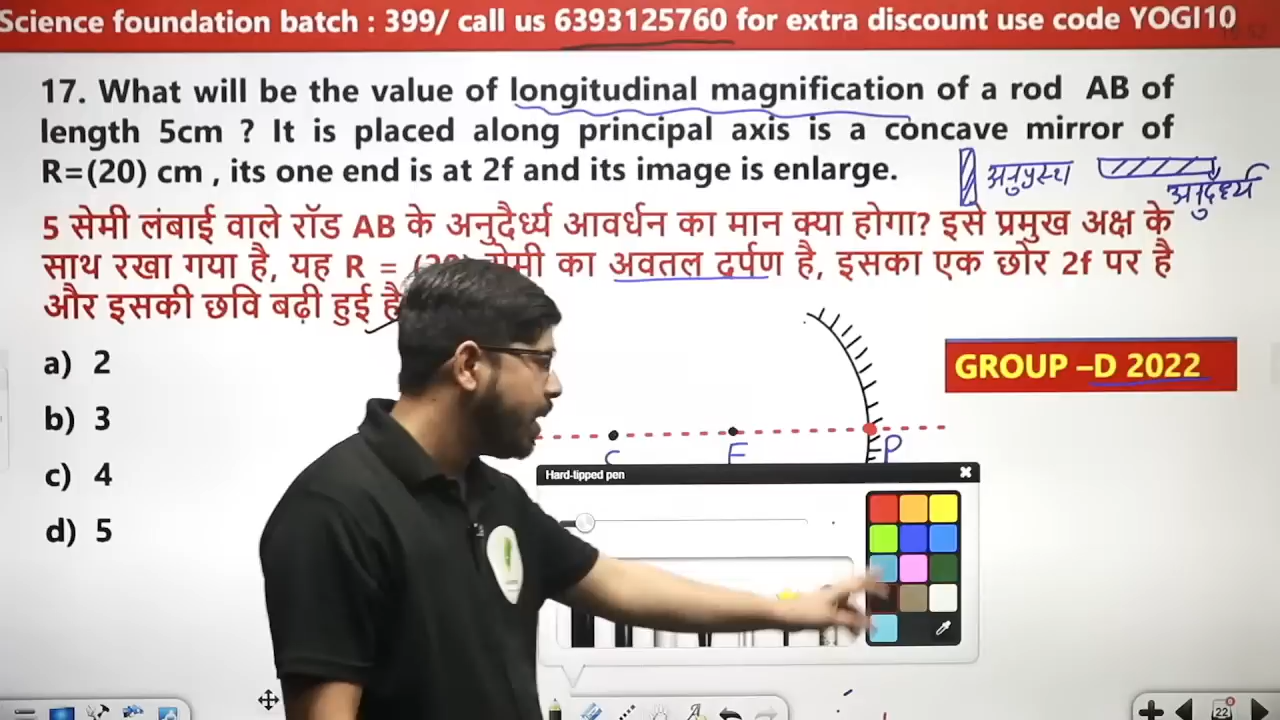 Science foundation batch : 399/ call us 6393125760 for extra discount use code YOGI10
17. What will be the value of longitudinal magnification of a rod AB of
length 5cm ? It is placed along principal axis is a concave mirror of
R=(20) cm , its one end is at 2f and its image is enlarge.
अनुप्रस्थ
अनुदैर्ध्य
5 सेमी लंबाई वाले रॉड AB के अनुदैर्ध्य आवर्धन का मान क्या होगा? इसे प्रमुख अक्ष के
साथ रखा गया है, यह R = सेमी का अवतल दर्पण है, इसका एक छोर 2f पर है
और इसकी छवि बढ़ी हुई है
a) 2
GROUP –D 2022
b) 3
C F P
c) 4
Hard-tipped pen
d) 5
22